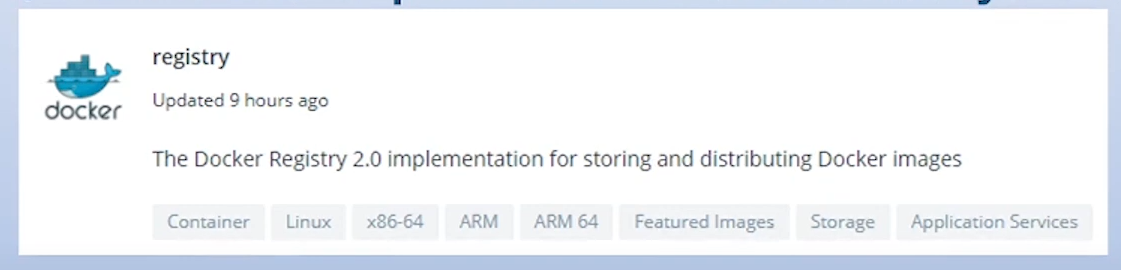 docker
registry
Updated 9 hours ago
The Docker Registry 2.0 implementation for storing and distributing Docker images
Container Linux x86-64 ARM ARM 64 Featured Images Storage Application Services